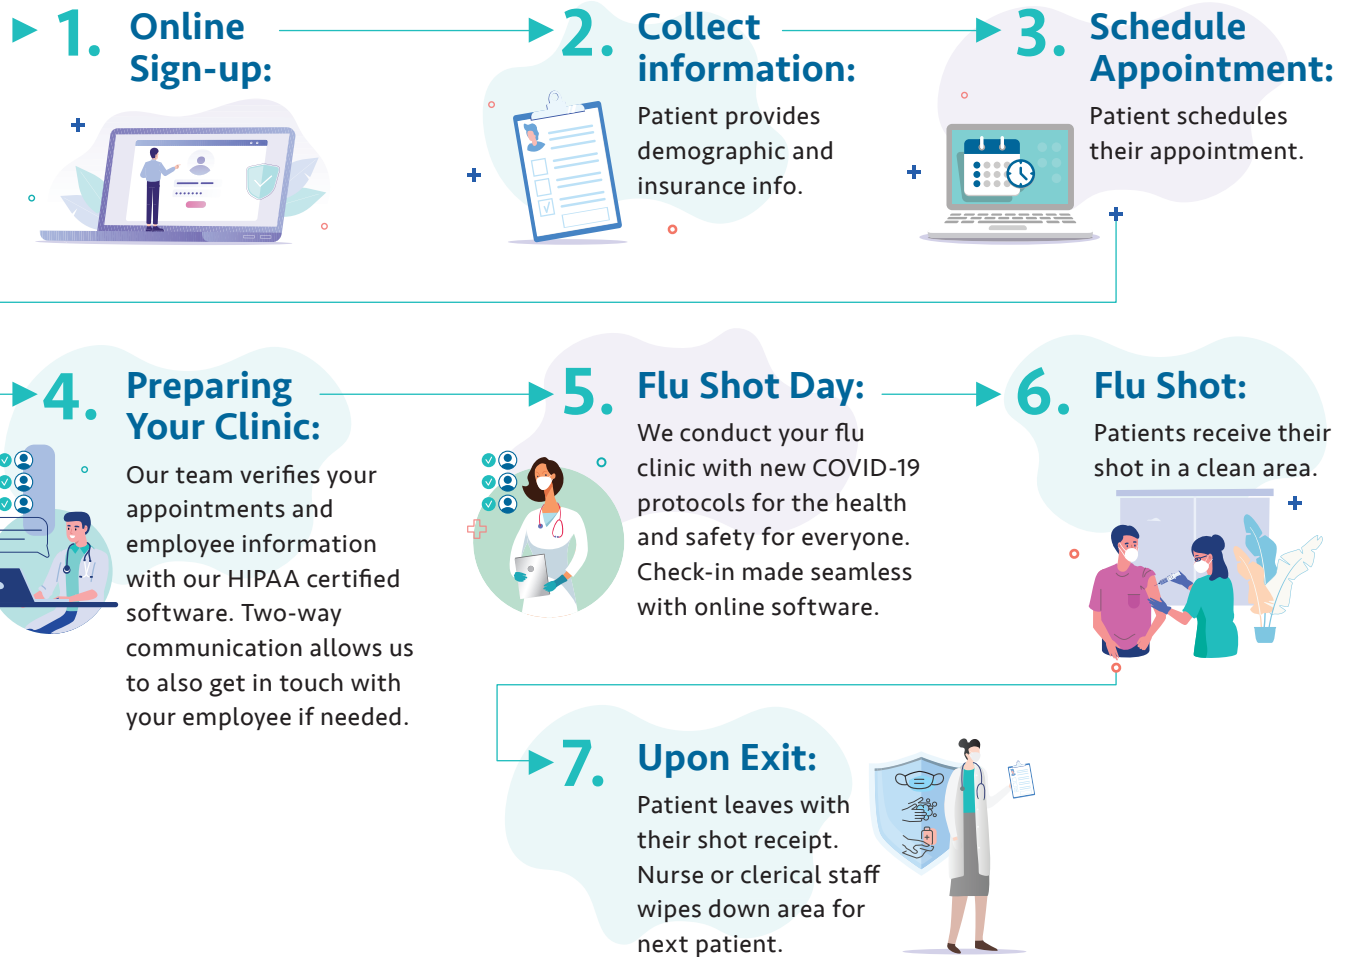 1. Online
Sign-up:
2. Collect
information:
Patient provides
demographic and
insurance info.
3. Schedule
Appointment:
Patient schedules
their appointment.
4. Preparing
Your Clinic:
Our team verifies your
appointments and
employee information
with our HIPAA certified
software. Two-way
communication allows us
to also get in touch with
your employee if needed.
5. Flu Shot Day:
We conduct your flu
clinic with new COVID-19
protocols for the health
and safety for everyone.
Check-in made seamless
with online software.
6. Flu Shot:
Patients receive their
shot in a clean area.
7. Upon Exit:
Patient leaves with
their shot receipt.
Nurse or clerical staff
wipes down area for
next patient.